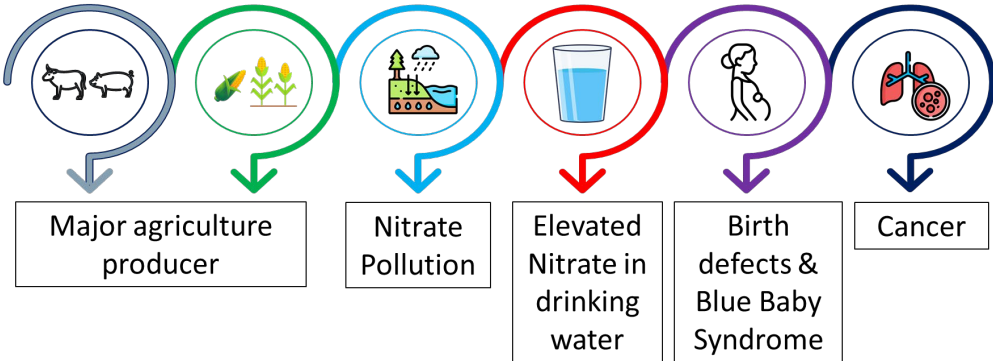 Major agriculture
producer
Nitrate
Pollution
Elevated
Nitrate in
drinking
water
Birth
defects &
Blue Baby
Syndrome
Cancer